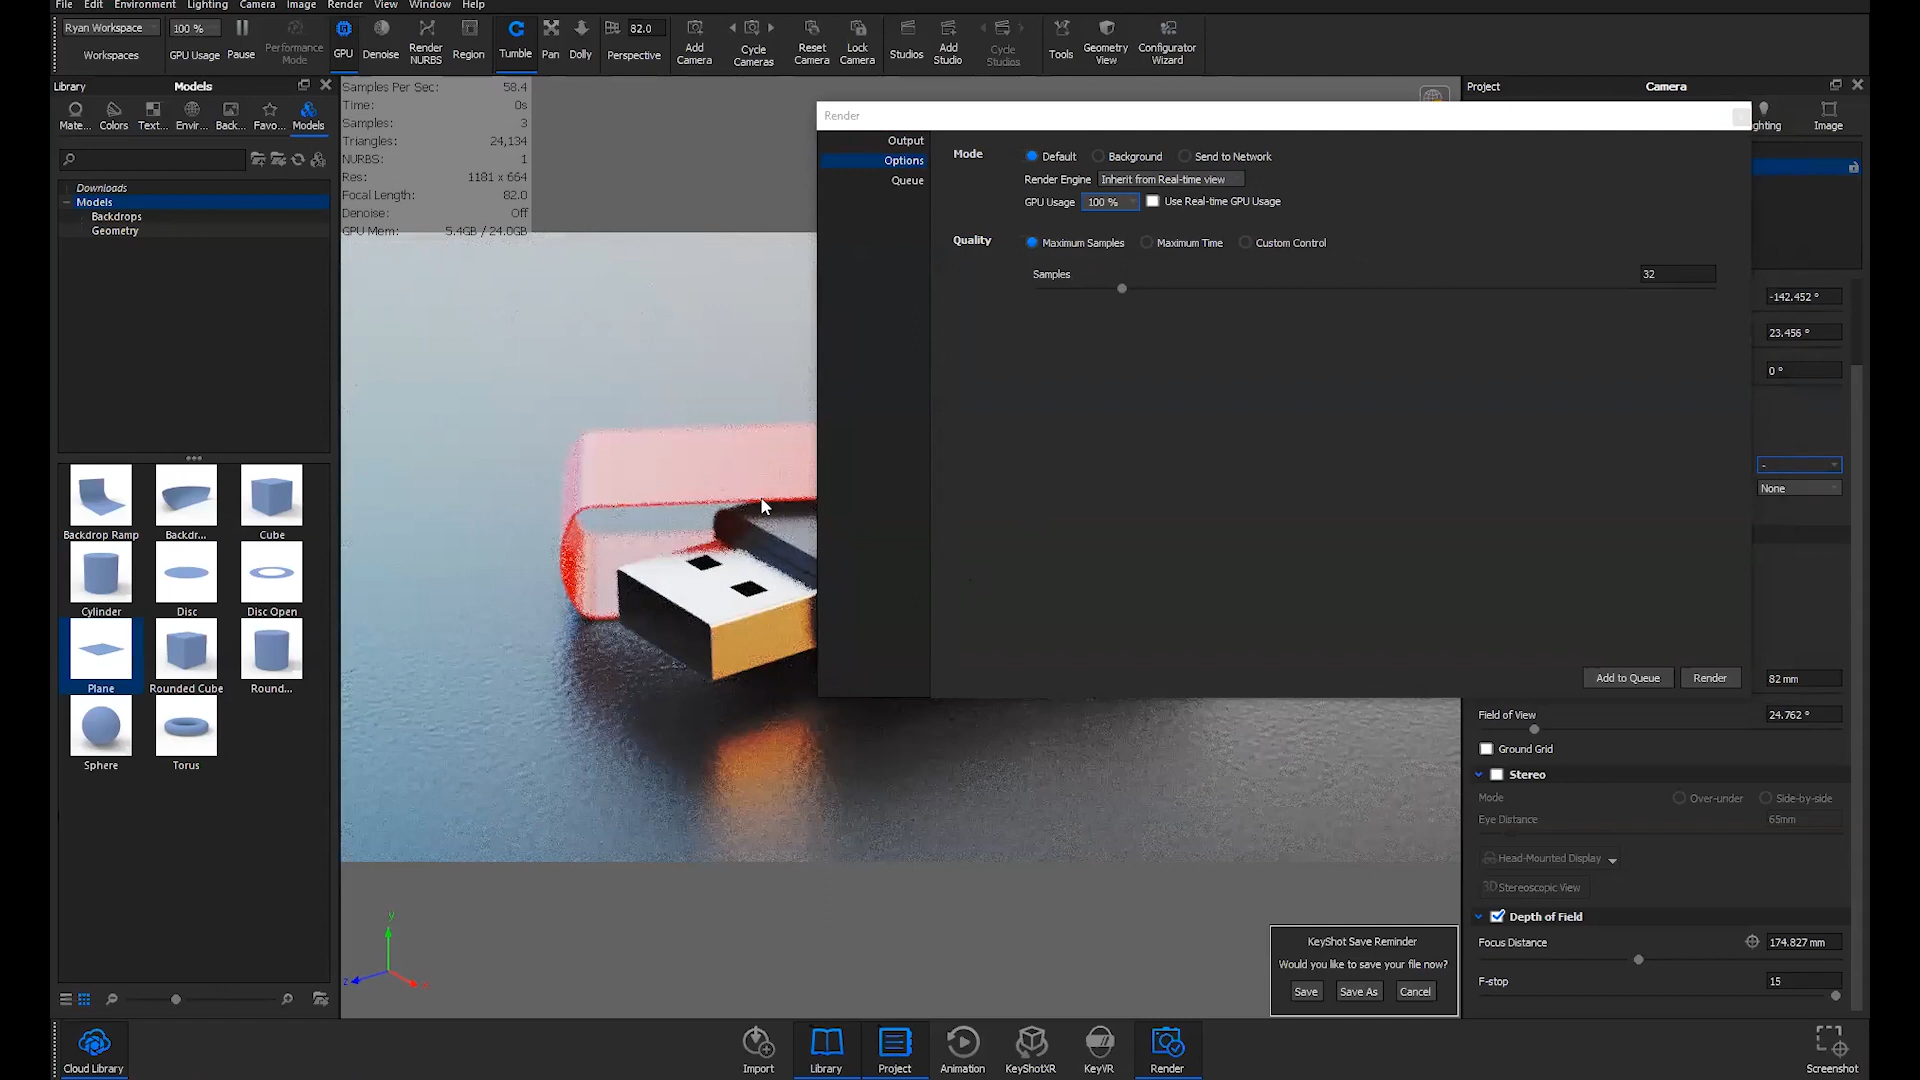 File Edit Environment Lighting Camera Image Render View Window Help
Ryan Workspace
Workspaces
100 %
GPU Usage
Pause
Performance Mode
GPU
Denoise
Render NURBS
Region
Tumble
Pan
Dolly
82.0
Perspective
Add Camera
Cycle Cameras
Reset Camera
Lock Camera
Studios
Add Studio
Cycle Studios
Tools
Geometry View
Configurator Wizard
Library
Models
Mate...
Colors
Text...
Envir...
Back...
Favo...
Models
Downloads
Models
Backdrops
Geometry
Backdrop Ramp
Backdr...
Cube
Cylinder
Disc
Disc Open
Plane
Rounded Cube
Round...
Sphere
Torus
Samples Per Sec: 58.4
Time: 0s
Samples: 3
Triangles: 24,134
NURBS: 1
Res: 1181 x 664
Focal Length: 82.0
Denoise: Off
GPU Mem: 5.4GB / 24.0GB
Render
Output
Options
Queue
Mode
Default
Background
Send to Network
Render Engine Inherit from Real-time view
GPU Usage 100 % Use Real-time GPU Usage
Quality
Maximum Samples
Maximum Time
Custom Control
Samples
32
Add to Queue
Render
Project
Camera
ghting
Image
-142.452 °
23.456 °
0 °
-
None
82 mm
Field of View
24.762 °
Ground Grid
Stereo
Mode
Over-under
Side-by-side
Eye Distance
65mm
Head-Mounted Display
3D Stereoscopic View
Depth of Field
Focus Distance
174.827 mm
F-stop
15
y
z
x
KeyShot Save Reminder
Would you like to save your file now?
Save
Save As
Cancel
Cloud Library
Import
Library
Project
Animation
KeyShotXR
KeyVR
Render
Screenshot